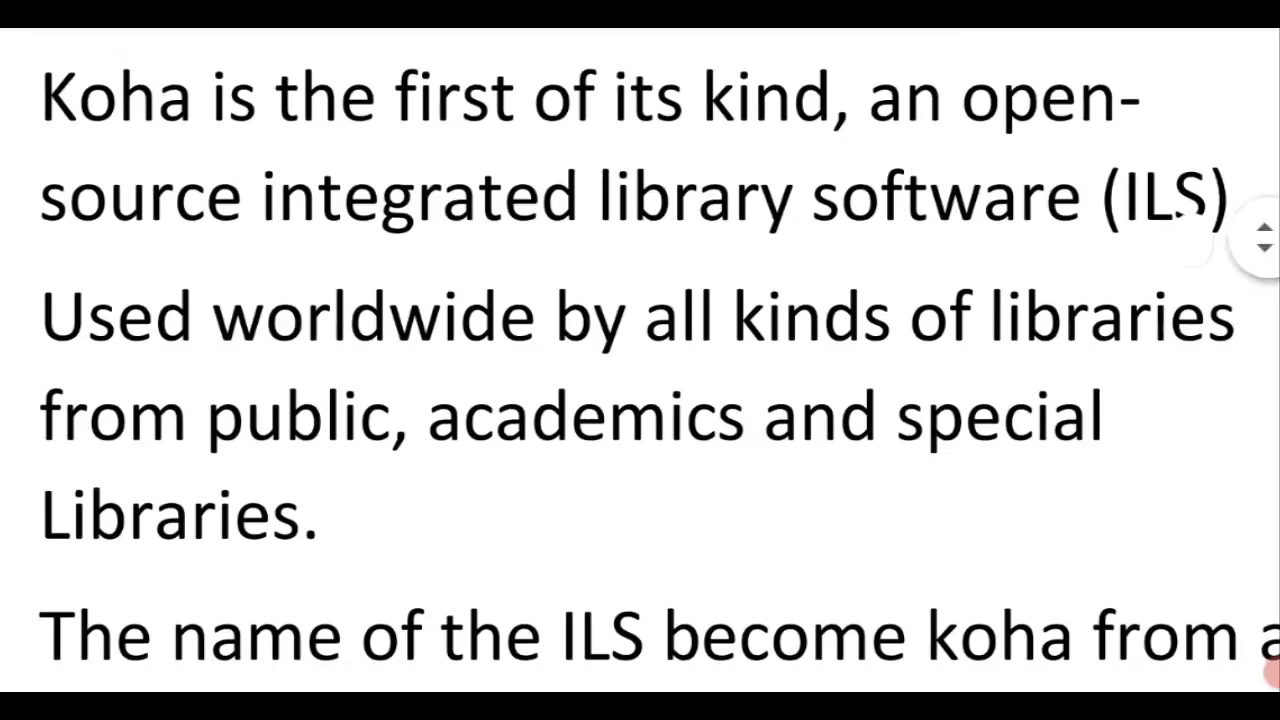 Koha is the first of its kind, an open-
source integrated library software (ILS)
Used worldwide by all kinds of libraries
from public, academics and special
Libraries.
The name of the ILS become koha from a